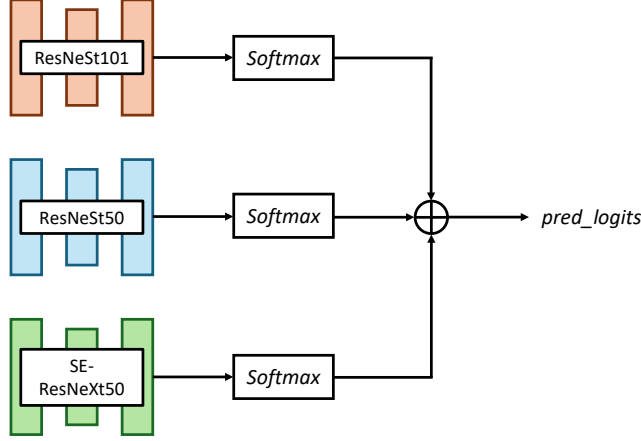 ResNeSt101
Softmax
ResNeSt50
Softmax
pred_logits
SE-
ResNeXt50
Softmax